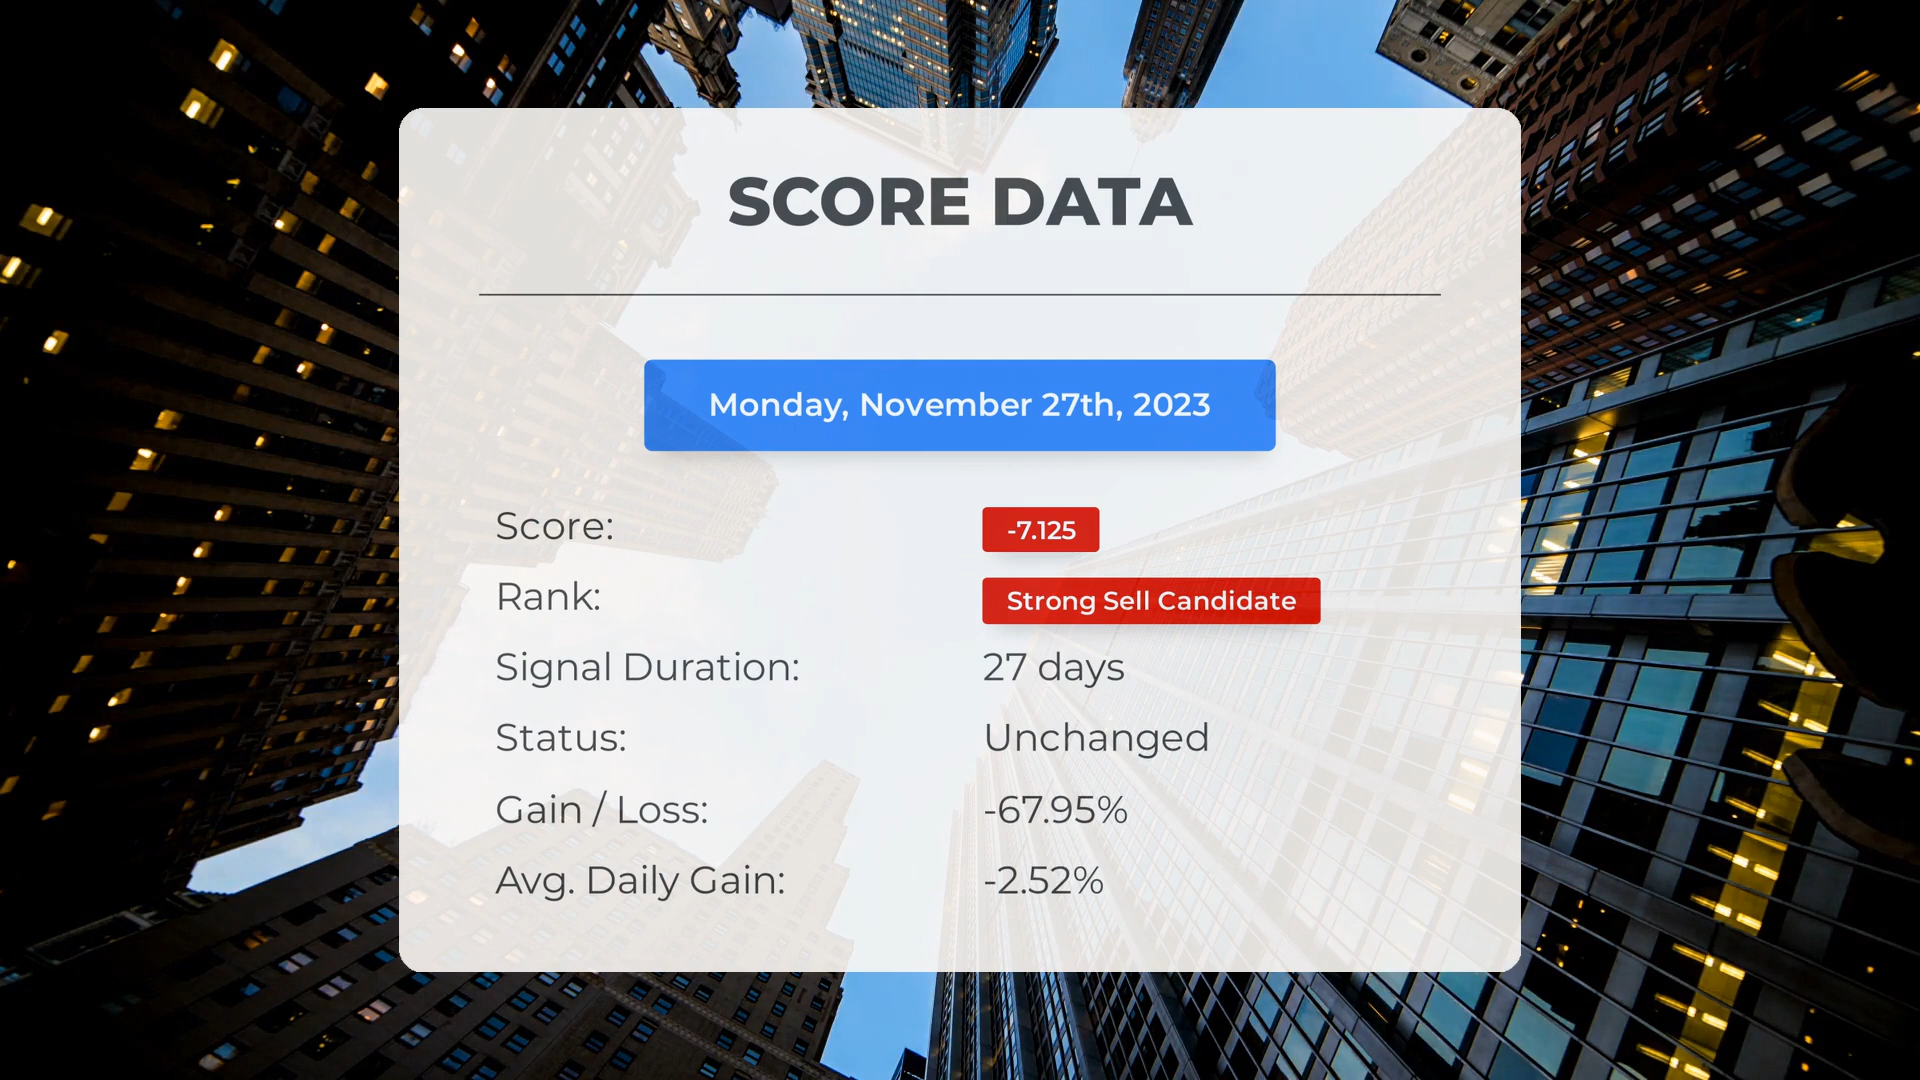 SCORE DATA
Monday, November 27th, 2023
Score: -7.125
Rank: Strong Sell Candidate
Signal Duration: 27 days
Status: Unchanged
Gain / Loss: -67.95%
Avg. Daily Gain: -2.52%